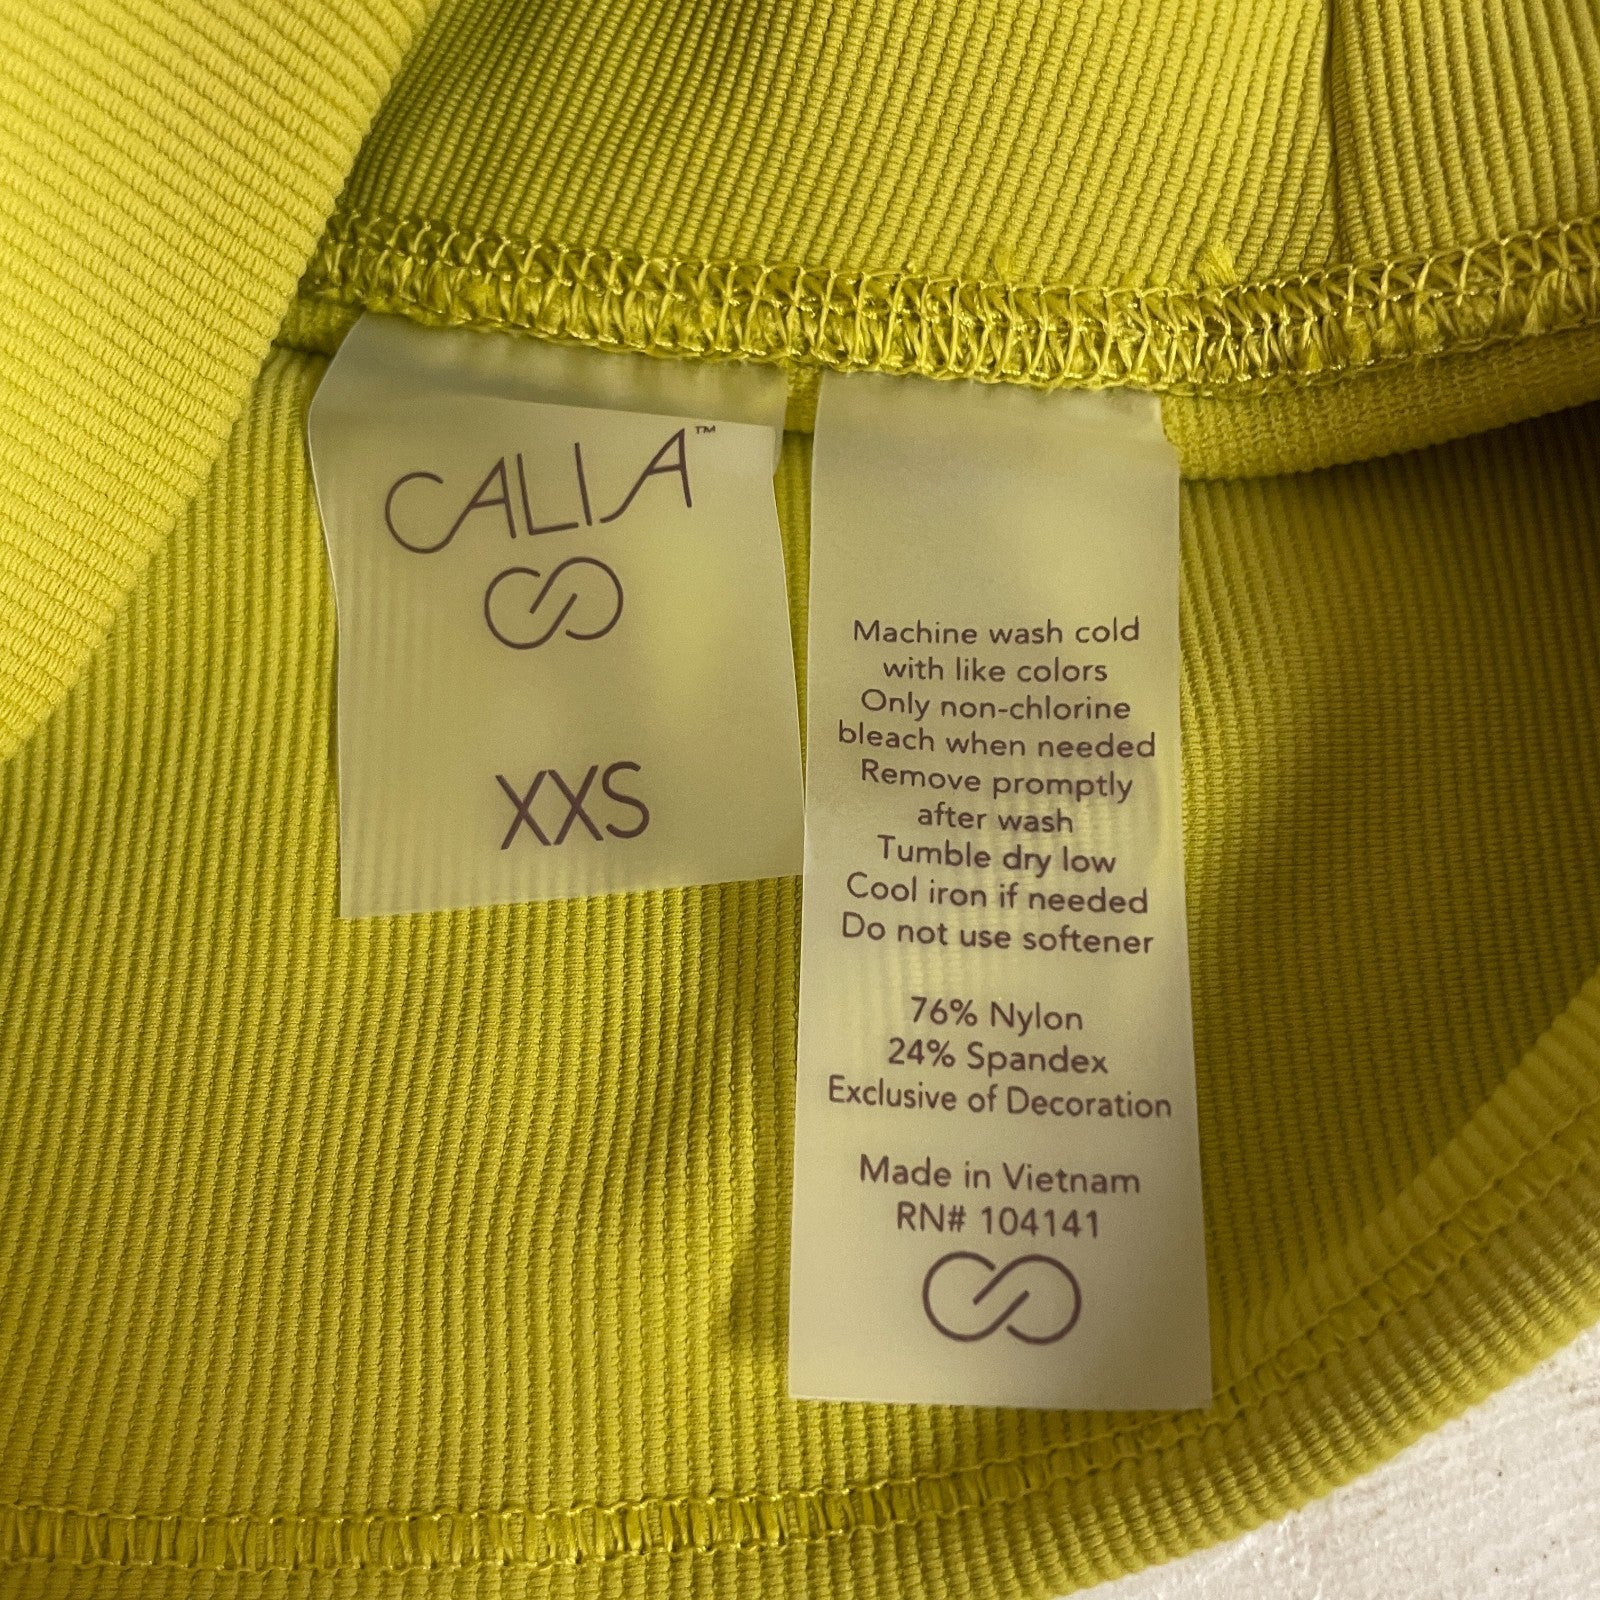 CALIA™
XXS
Machine wash cold
with like colors
Only non-chlorine
bleach when needed
Remove promptly
after wash
Tumble dry low
Cool iron if needed
Do not use softener
76% Nylon
24% Spandex
Exclusive of Decoration
Made in Vietnam
RN# 104141